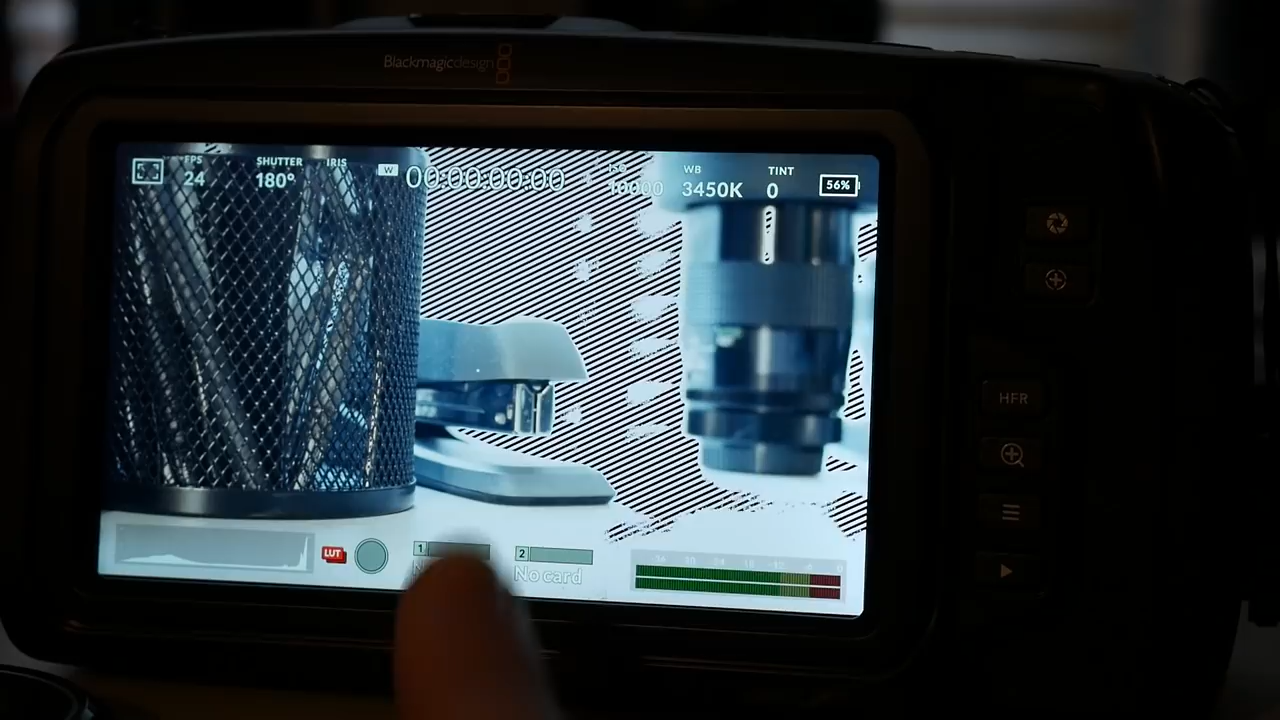 Blackmagicdesign
FPS
24
SHUTTER
180°
IRIS
W
00:00:00:00
ISO
10000
WB
3450K
TINT
0
56%
HFR
LUT
1
2
No card